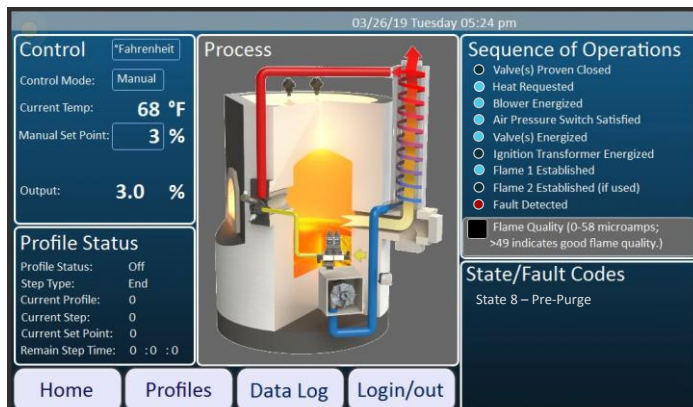 03/26/19 Tuesday 05:24 pm
Control
°Fahrenheit
Control Mode: Manual
Current Temp: 68 °F
Manual Set Point: 3 %
Output: 3.0 %
Profile Status
Profile Status: Off
Step Type: End
Current Profile: 0
Current Step: 0
Current Set Point: 0
Remain Step Time: 0 :0 :0
Process
Sequence of Operations
Valve(s) Proven Closed
Heat Requested
Blower Energized
Air Pressure Switch Satisfied
Valve(s) Energized
Ignition Transformer Energized
Flame 1 Established
Flame 2 Established (if used)
Fault Detected
Flame Quality (0-58 microamps;
>49 indicates good flame quality.)
State/Fault Codes
State 8 – Pre-Purge
Home
Profiles
Data Log
Login/out